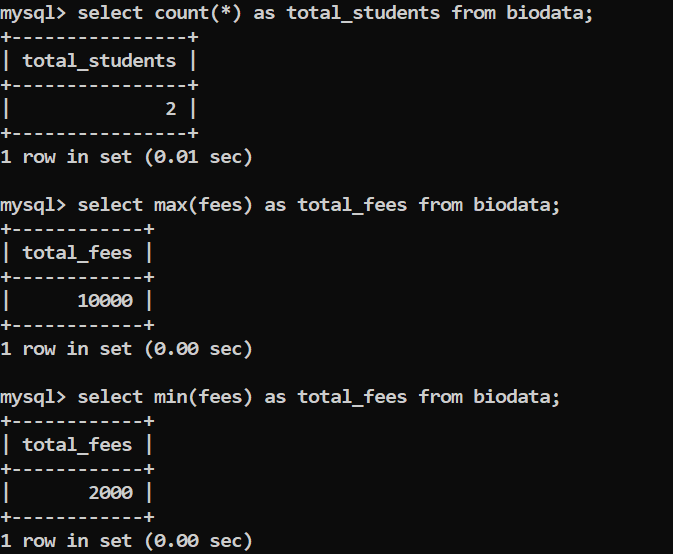 mysql> select count(*) as total_students from biodata;
+----------------+
| total_students |
+----------------+
|              2 |
+----------------+
1 row in set (0.01 sec)

mysql> select max(fees) as total_fees from biodata;
+------------+
| total_fees |
+------------+
|      10000 |
+------------+
1 row in set (0.00 sec)

mysql> select min(fees) as total_fees from biodata;
+------------+
| total_fees |
+------------+
|       2000 |
+------------+
1 row in set (0.00 sec)